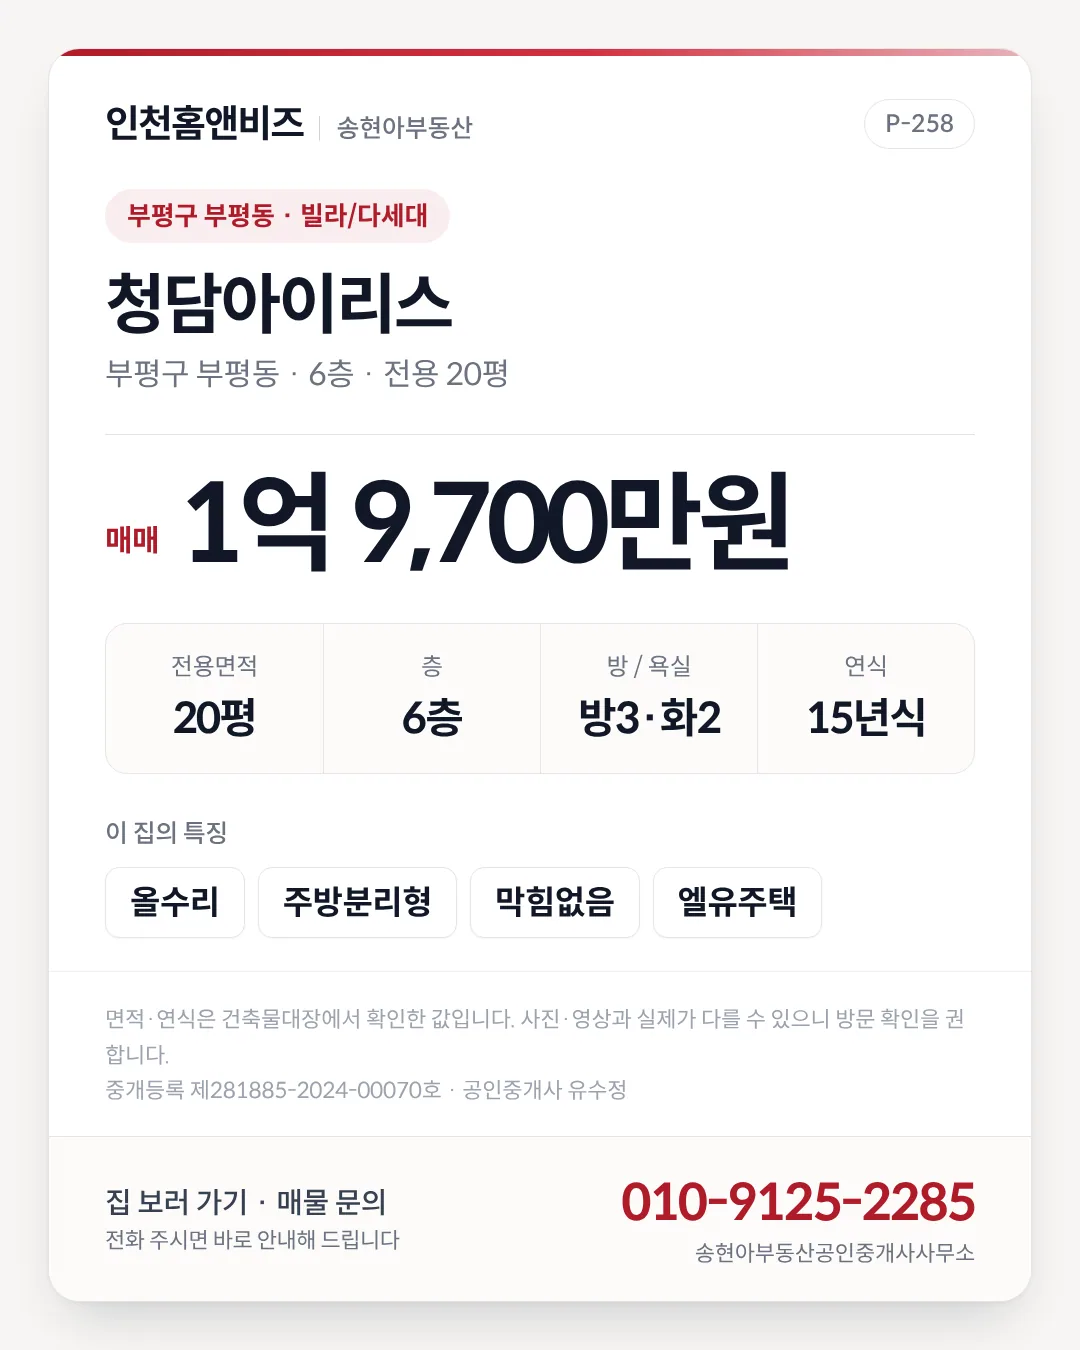 인천홈앤비즈 | 송현아부동산
P-258
부평구 부평동 · 빌라/다세대
청담아이리스
부평구 부평동 · 6층 · 전용 20평
매매 1억 9,700만원
전용면적 층 방 / 욕실 연식
20평 6층 방3·화2 15년식
이 집의 특징
올수리 주방분리형 막힘없음 엘유주택
면적·연식은 건축물대장에서 확인한 값입니다. 사진·영상과 실제가 다를 수 있으니 방문 확인을 권
합니다.
중개등록 제281885-2024-00070호 · 공인중개사 유수정
집 보러 가기 · 매물 문의
전화 주시면 바로 안내해 드립니다
010-9125-2285
송현아부동산공인중개사사무소